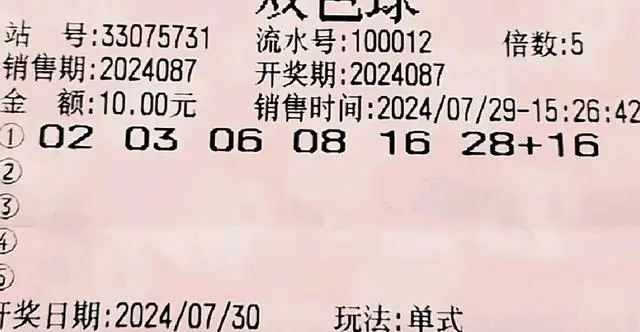 双色球
站 号:33075731 流水号:100012 倍数:5
销售期:2024087 开奖期:2024087
金 额:10.00元 销售时间:2024/07/29-15:26:42
① 02 03 06 08 16 28+16
②
③
④
⑤
开奖日期:2024/07/30 玩法:单式